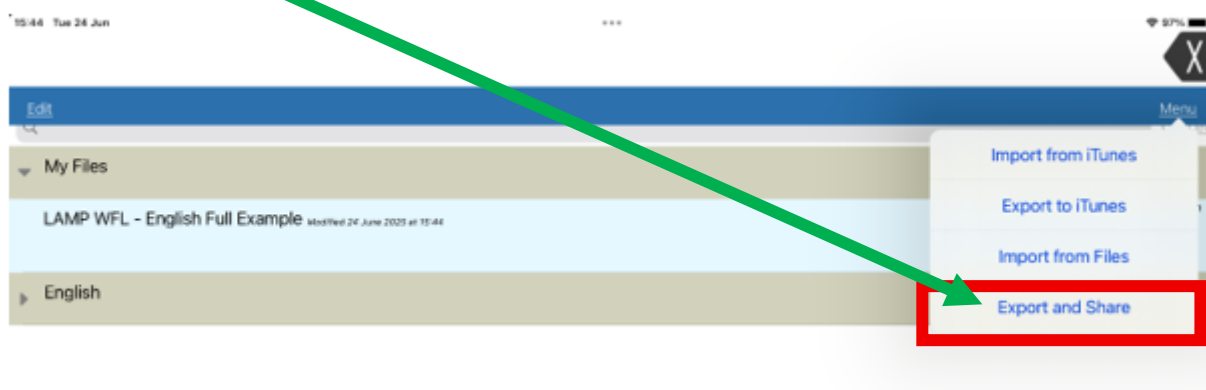 15:44 Tue 24 Jun
97%
X
Edit
Menu
My Files
LAMP WFL - English Full Example Modified 24 June 2025 at 15:44
English
Import from iTunes
Export to iTunes
Import from Files
Export and Share